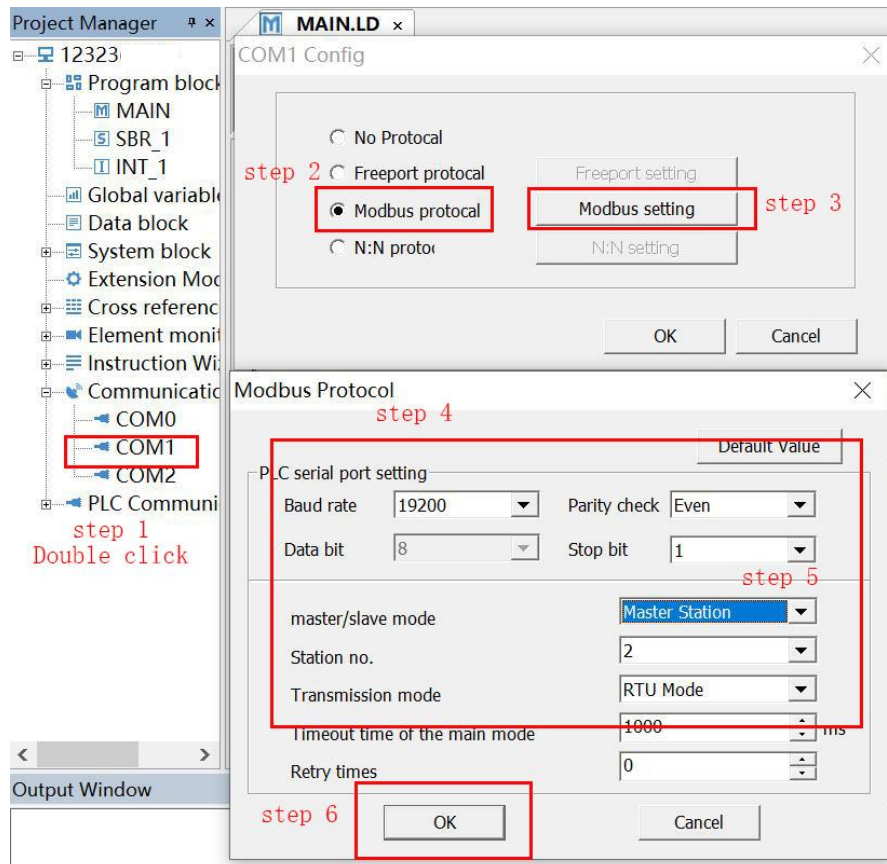 Project Manager
MAIN.LD
12323
Program block
MAIN
SBR_1
INT_1
Global variable
Data block
System block
Extension Mod
Cross referenc
Element monit
Instruction Wi
Communicatic
COM0
COM1
COM2
PLC Communi
step 1
Double click
Output Window
COM1 Config
No Protocal
step 2
Freeport protocal
Freeport setting
Modbus protocal
Modbus setting
step 3
N:N protoc
N:N setting
OK
Cancel
Modbus Protocol
step 4
Default Value
PLC serial port setting
Baud rate
19200
Parity check
Even
Data bit
8
Stop bit
1
step 5
master/slave mode
Master Station
Station no.
2
Transmission mode
RTU Mode
Timeout time of the main mode
1000
ms
Retry times
0
step 6
OK
Cancel